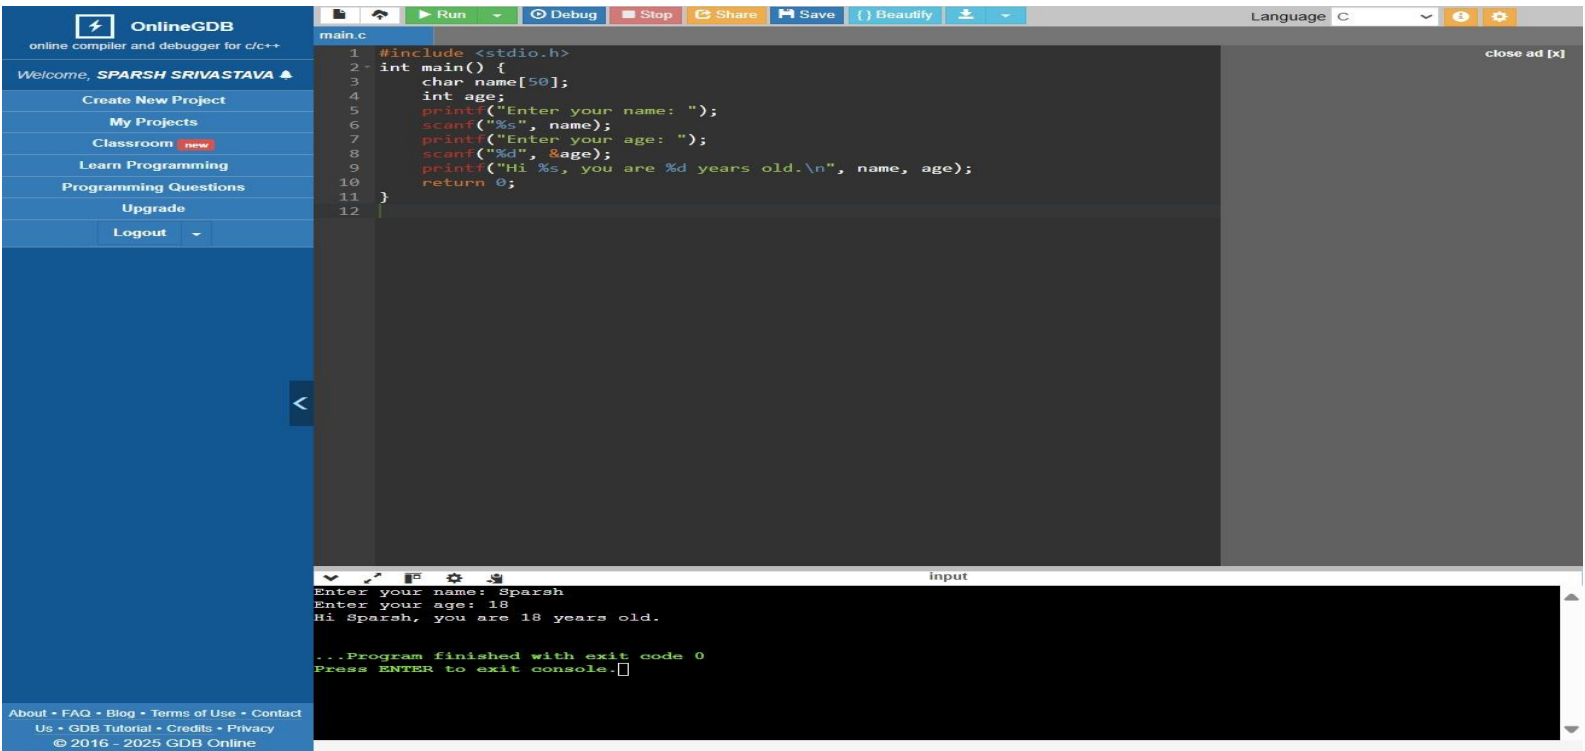 OnlineGDB
online compiler and debugger for c/c++
Welcome, SPARSH SRIVASTAVA
Create New Project
My Projects
Classroom new
Learn Programming
Programming Questions
Upgrade
Logout
About • FAQ • Blog • Terms of Use • Contact
Us • GDB Tutorial • Credits • Privacy
© 2016 - 2025 GDB Online
Run Debug Stop Share Save {} Beautify Language C
main.c
close ad [x]
1 #include <stdio.h>
2 int main() {
3 char name[50];
4 int age;
5 printf("Enter your name: ");
6 scanf("%s", name);
7 printf("Enter your age: ");
8 scanf("%d", &age);
9 printf("Hi %s, you are %d years old.\n", name, age);
10 return 0;
11 }
12
input
Enter your name: Sparsh
Enter your age: 18
Hi Sparsh, you are 18 years old.
...Program finished with exit code 0
Press ENTER to exit console.